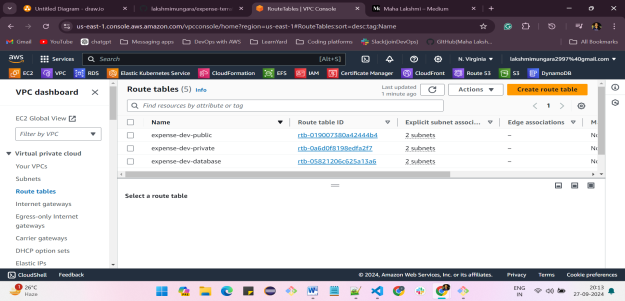 Untitled Diagram - draw.io
lakshmimungara/expense-terra
RouteTables | VPC Console
Maha Lakshmi – Medium
us-east-1.console.aws.amazon.com/vpcconsole/home?region=us-east-1#RouteTables:sort=desc:tag:Name
Gmail YouTube chatgpt Messaging apps DevOps with AWS LearnYard Coding platforms Slack(JoinDevOps) GitHub(Maha Laksh... All Bookmarks
aws Services Search [Alt+S] N. Virginia lakshmimungara2997%40gmail.com
EC2 VPC RDS Elastic Kubernetes Service CloudFormation EFS IAM Certificate Manager CloudFront Route 53 S3 DynamoDB
VPC dashboard
EC2 Global View
Filter by VPC
Virtual private cloud
Your VPCs
Subnets
Route tables
Internet gateways
Egress-only internet
gateways
Carrier gateways
DHCP option sets
Elastic IPs
Route tables (5) Info
Last updated
1 minute ago
Actions
Create route table
Find resources by attribute or tag
1
Name Route table ID Explicit subnet associ... Edge associations M
expense-dev-public rtb-019007380a42444b4 2 subnets – No
expense-dev-private rtb-0a6d0f8198edfa2f7 2 subnets – No
expense-dev-database rtb-05821206c625a13a6 2 subnets – No
Select a route table
CloudShell Feedback © 2024, Amazon Web Services, Inc. or its affiliates. Privacy Terms Cookie preferences
26°C
Haze
ENG
IN
20:13
27-09-2024